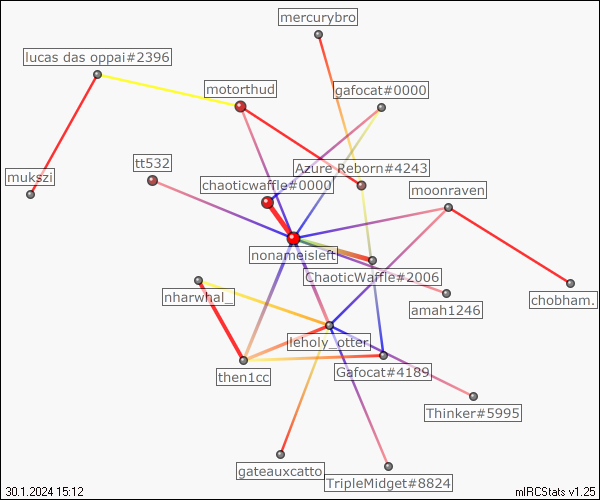 mercurybro
lucas das oppai#2396
motorthud
gafocat#0000
tt532
Azure Reborn#4243
mukszi
chaoticwaffle#0000
moonraven
nonameisleft
ChaoticWaffle#2006
nharwhal_
amah1246
chobham.
leholy_otter
then1cc
Gafocat#4189
Thinker#5995
gateauxcatto
TripleMidget#8824
30.1.2024 15:12
mIRCStats v1.25